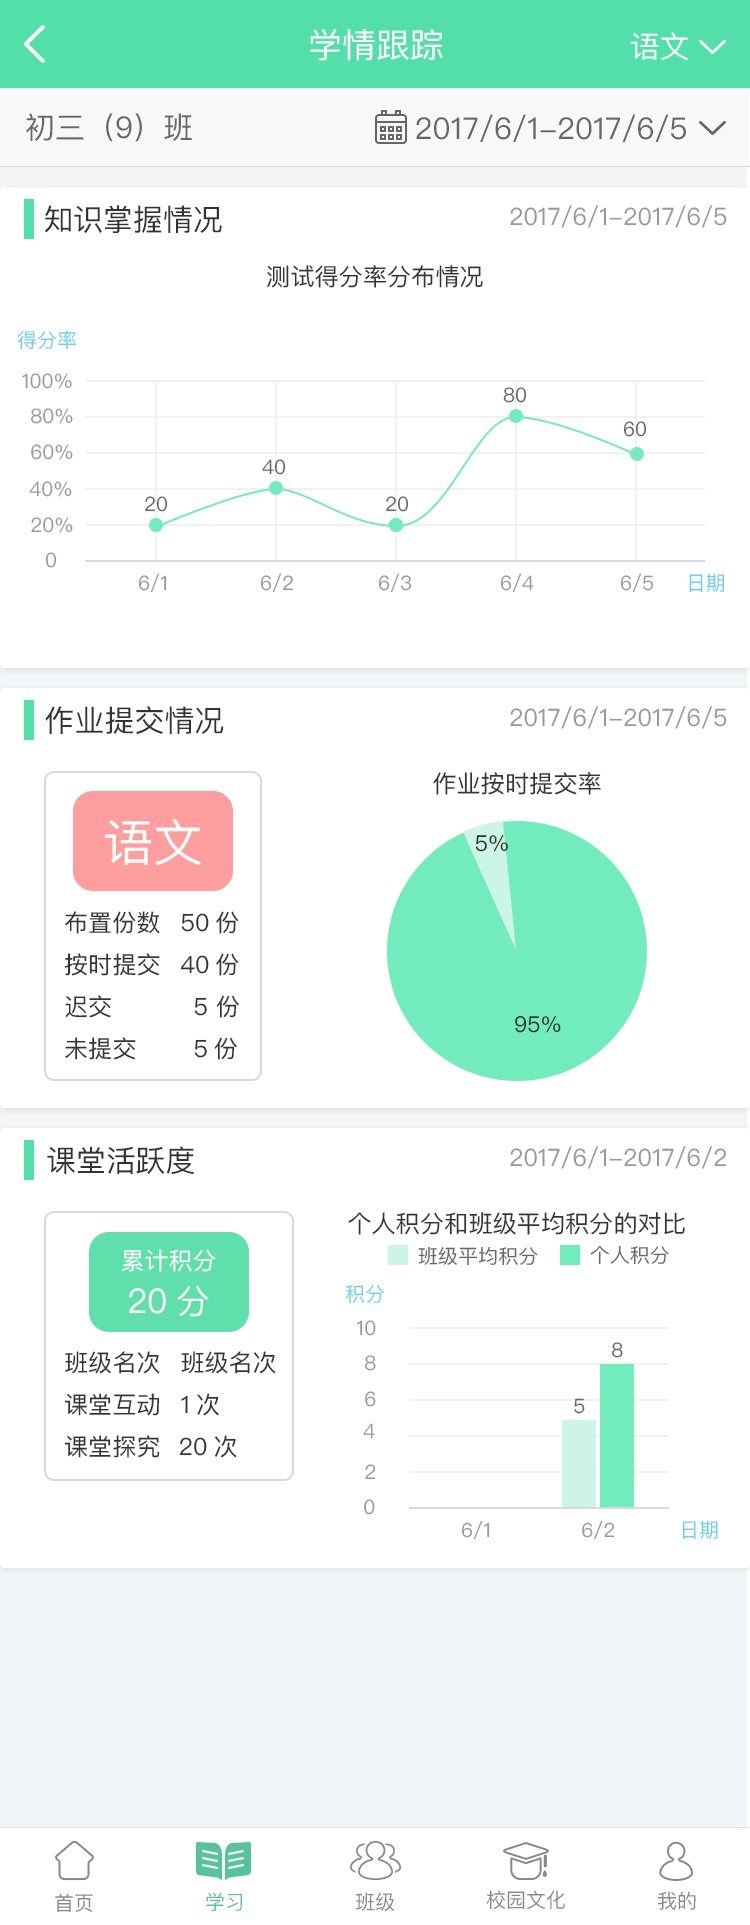 学情跟踪
语文
初三（9）班
2017/6/1-2017/6/5
知识掌握情况
2017/6/1-2017/6/5
测试得分率分布情况
得分率
100%
80%
60%
40%
20%
0
20
40
20
80
60
6/1 6/2 6/3 6/4 6/5 日期
作业提交情况
2017/6/1-2017/6/5
语文
布置份数 50 份
按时提交 40 份
迟交 5 份
未提交 5 份
作业按时提交率
5%
95%
课堂活跃度
2017/6/1-2017/6/2
累计积分
20 分
班级名次 班级名次
课堂互动 1 次
课堂探究 20 次
个人积分和班级平均积分的对比
班级平均积分 个人积分
积分
10
8
6
4
2
0
5
8
6/1 6/2 日期
首页 学习 班级 校园文化 我的